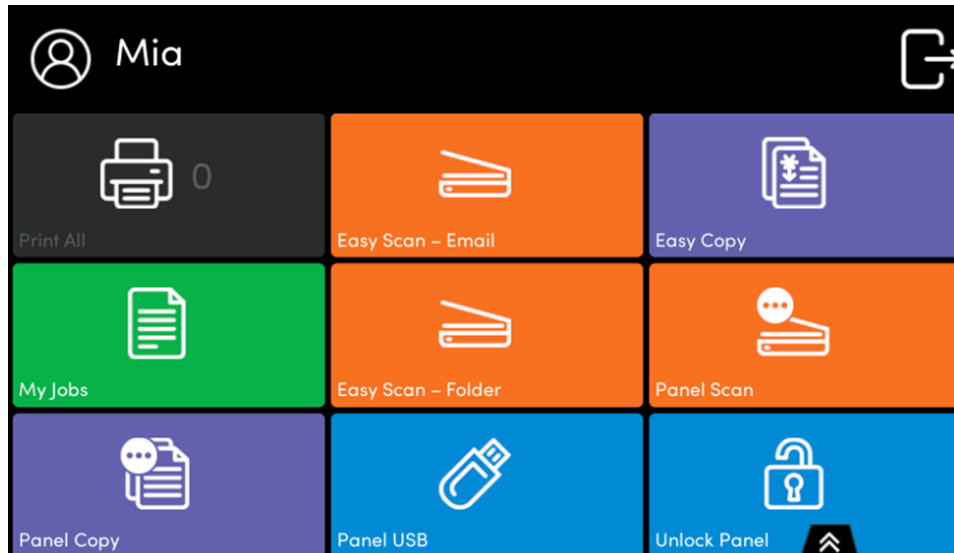 Mia
0
Print All
Easy Scan – Email
Easy Copy
My Jobs
Easy Scan – Folder
Panel Scan
Panel Copy
Panel USB
Unlock Panel